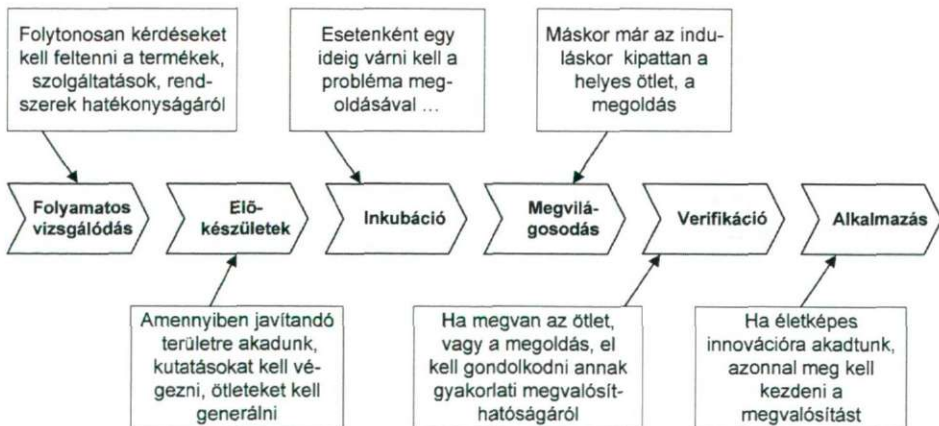 Folytonosan kérdéseket
kell feltenni a termékek,
szolgáltatások, rend-
szerek hatékonyságáról
Esetenként egy
ideig várni kell a
probléma meg-
oldásával ...
Máskor már az indu-
láskor kipattan a
helyes ötlet, a
megoldás
Folyamatos
vizsgálódás
Elő-
készületek
Inkubáció
Megvilá-
gosodás
Verifikáció
Alkalmazás
Amennyiben javítandó
területre akadunk,
kutatásokat kell vé-
gezni, ötleteket kell
generálni
Ha megvan az ötlet,
vagy a megoldás, el
kell gondolkodni annak
gyakorlati megvalósít-
hatóságáról
Ha életképes
innovációra akadtunk,
azonnal meg kell
kezdeni a
megvalósítást